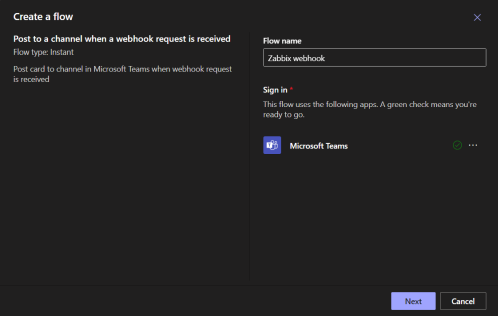 Create a flow
Post to a channel when a webhook request is received
Flow type: Instant
Post card to channel in Microsoft Teams when webhook request
is received
Flow name
Zabbix webhook
Sign in *
This flow uses the following apps. A green check means you're
ready to go.
Microsoft Teams
Next
Cancel